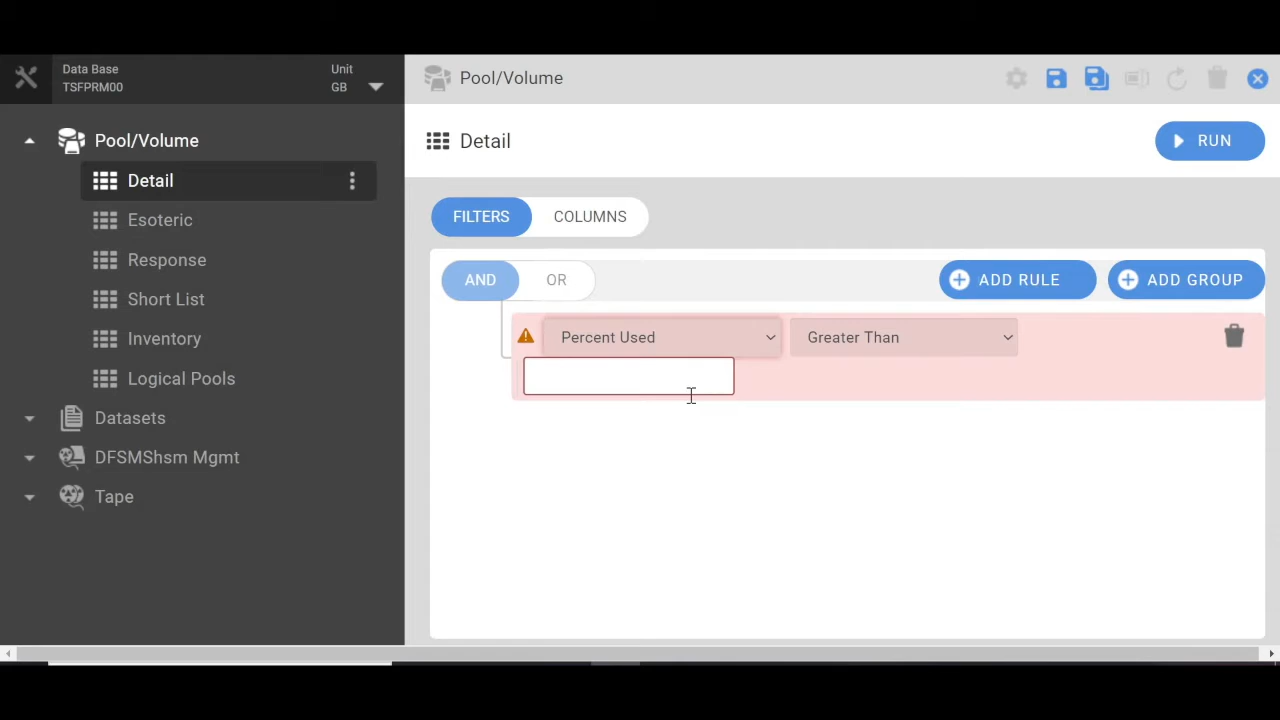 Data Base
TSFPRM00
Unit
GB
Pool/Volume
Detail
Esoteric
Response
Short List
Inventory
Logical Pools
Datasets
DFSMShsm Mgmt
Tape
Pool/Volume
Detail
RUN
FILTERS
COLUMNS
AND
OR
ADD RULE
ADD GROUP
Percent Used
Greater Than